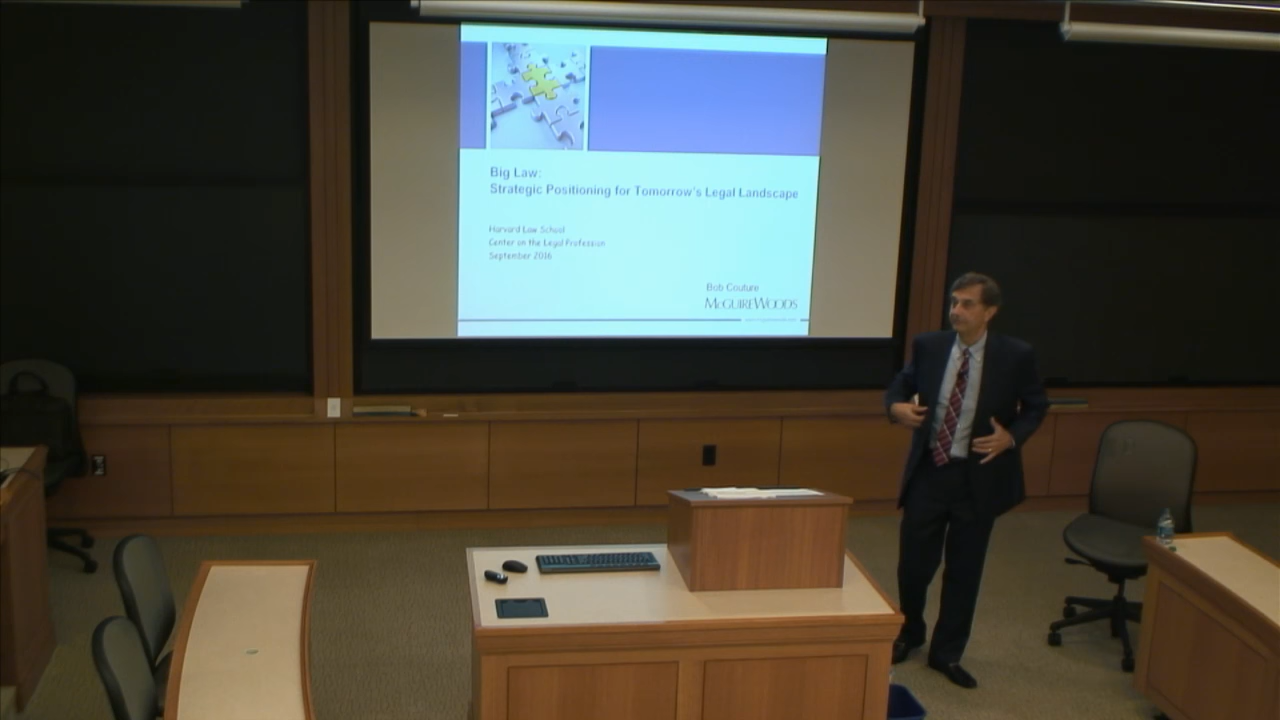 Big Law:
Strategic Positioning for Tomorrow's Legal Landscape
Harvard Law School
Center on the Legal Profession
September 2016
Bob Couture
McGUIREWOODS